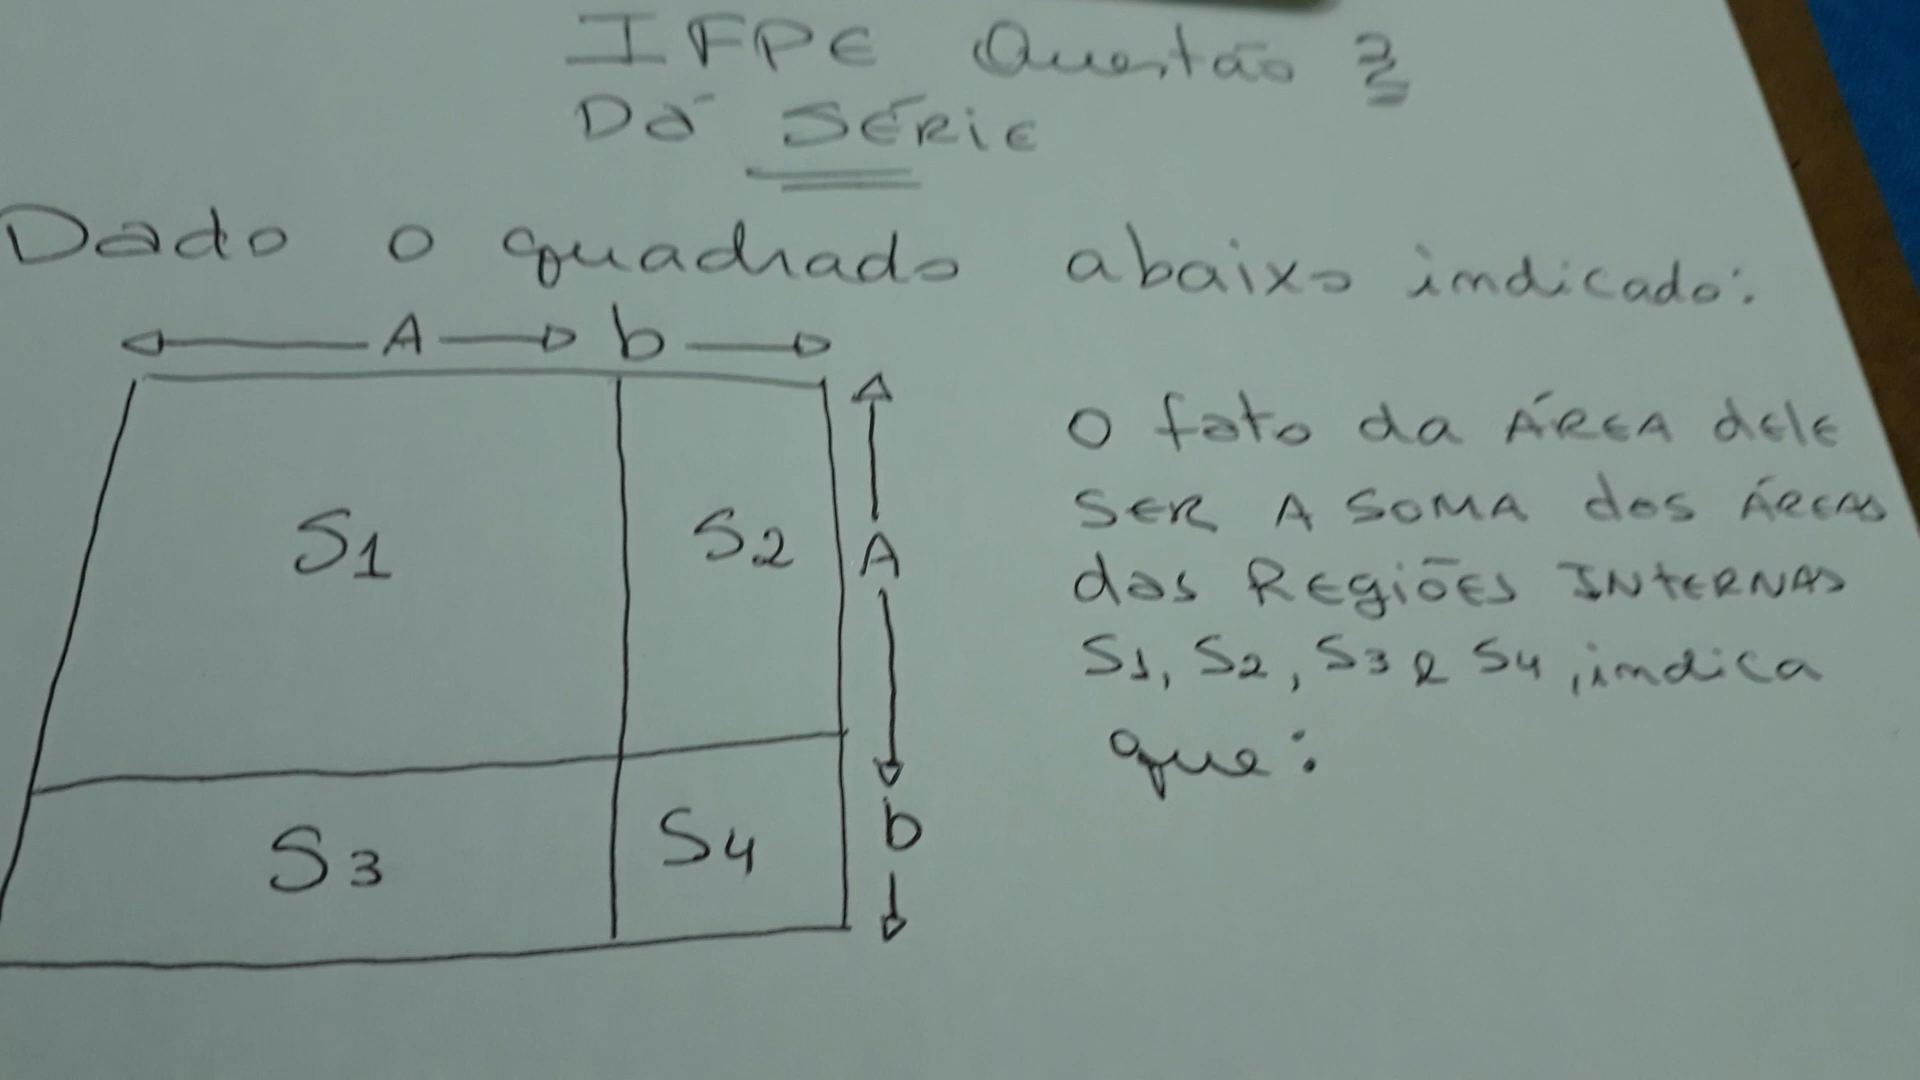 IFPE Questão 2
Da SÉRIE
Dado o quadrado abaixo indicado:
A b
S1 S2 A
S3 S4 b
O fato da ÁREA dele
SER A SOMA das ÁREAS
das REgiÕES INTERNAS
S1, S2, S3 e S4, indica
que: